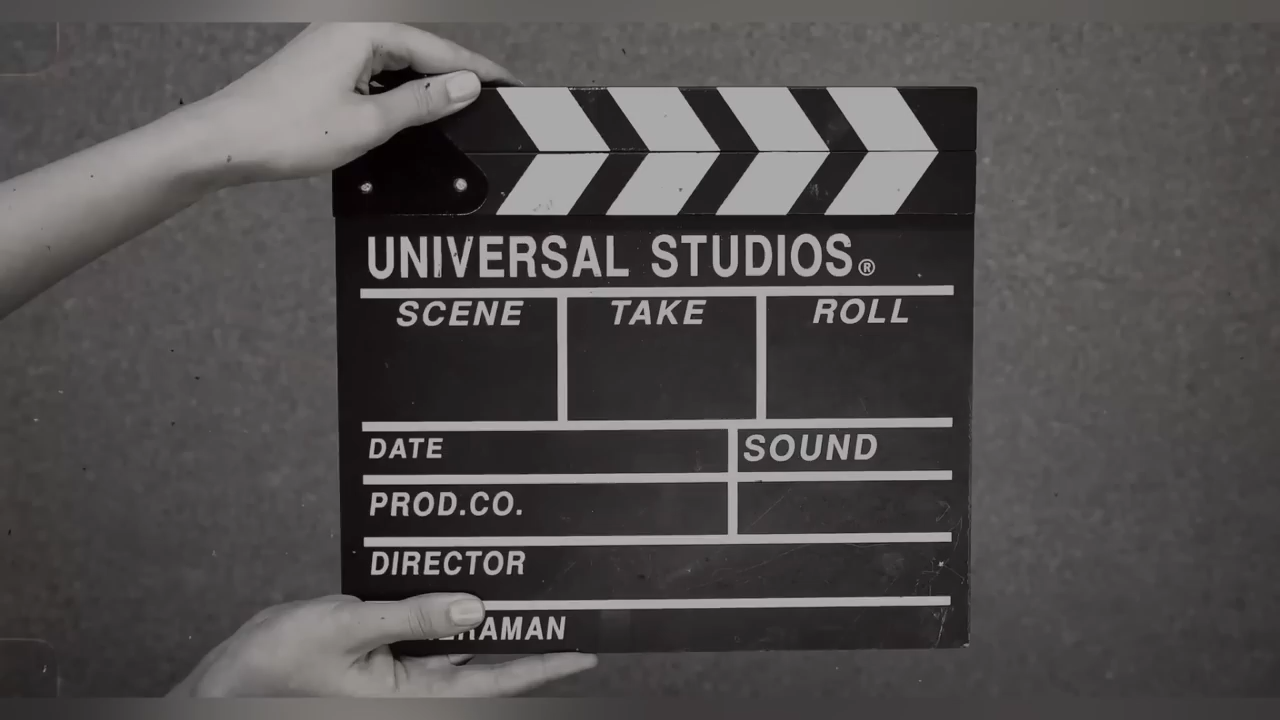 UNIVERSAL STUDIOS®
SCENE TAKE ROLL
DATE SOUND
PROD.CO.
DIRECTOR